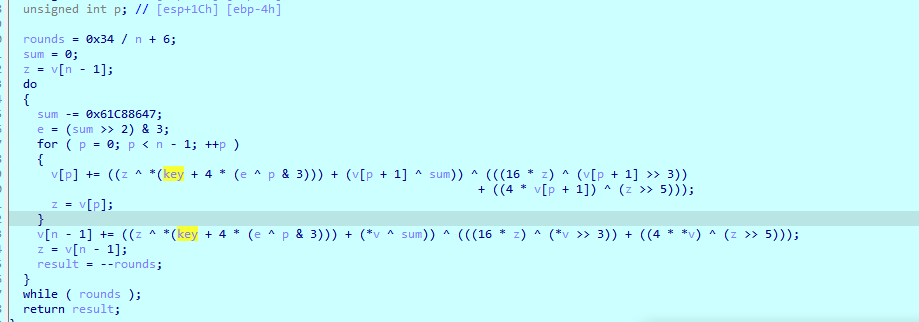 unsigned int p; // [esp+1Ch] [ebp-4h]
rounds = 0x34 / n + 6;
sum = 0;
z = v[n - 1];
do
{
sum -= 0x61C88647;
e = (sum >> 2) & 3;
for ( p = 0; p < n - 1; ++p )
{
v[p] += ((z ^ *(key + 4 * (e ^ p & 3))) + (v[p + 1] ^ sum)) ^ (((16 * z) ^ (v[p + 1] >> 3))
+ ((4 * v[p + 1]) ^ (z >> 5)));
z = v[p];
}
v[n - 1] += ((z ^ *(key + 4 * (e ^ p & 3))) + (*v ^ sum)) ^ (((16 * z) ^ (*v >> 3)) + ((4 * *v) ^ (z >> 5)));
z = v[n - 1];
result = --rounds;
}
while ( rounds );
return result;